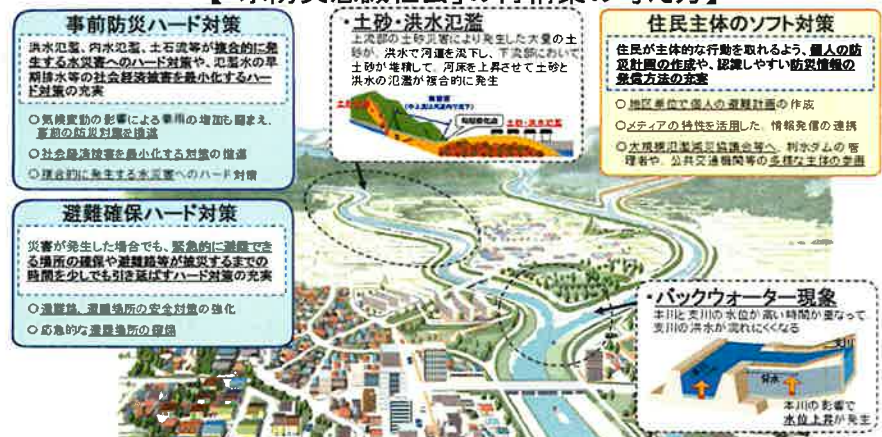 事前防災ハード対策
洪水氾濫、内水氾濫、土石流等が複合的に発
生する水災害へのハード対策や、氾濫水の早
期排水等の社会経済被害を最小化するハー
ド対策の充実
○気候変動の影響による の増加も踏まえ、
事前の防災対策を推進
○社会経済被害を最小化する対策の推進
○複合的に発生する水災害へのハード対策
避難確保ハード対策
災害が発生した場合でも、緊急的に避難でき
る場所の確保や避難路等が被災するまでの
時間を少しでも引き延ばすハード対策の充実
○避難路、避難場所の安全対策の強化
○応急的な避難場所の確保
・土砂・洪水氾濫
上流部の土砂災害により発生した大量の土
砂が、洪水で河道を流下し、下流部において
土砂が堆積して、河床を上昇させて土砂と
洪水の氾濫が複合的に発生
土砂・洪水氾濫
住民主体のソフト対策
住民が主体的な行動を取れるよう、個人の防
災計画の作成や、認識しやすい防災情報の
発信方法の充実
○地区単位で個人の避難計画の作成
○メディアの特性を活用した、情報発信の連携
○大規模氾濫減災協議会等へ、利水ダムの管
理者や、公共交通機関等の多様な主体の参画
・バックウォーター現象
本川と支川の水位が高い時間が重なって
支川の洪水が流れにくくなる
支川
背水
本川の影響で
水位上昇が発生